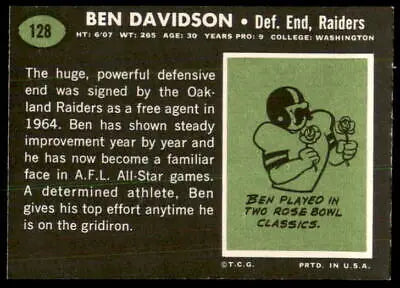 128
BEN DAVIDSON • Def. End, Raiders
HT: 6'07 WT: 265 AGE: 30 YEARS PRO: 9 COLLEGE: WASHINGTON
The huge, powerful defensive
end was signed by the Oak-
land Raiders as a free agent in
1964. Ben has shown steady
improvement year by year and
he has now become a familiar
face in A.F.L. All-Star games.
A determined athlete, Ben
gives his top effort anytime he
is on the gridiron.
BEN PLAYED IN
TWO ROSE BOWL
CLASSICS.
©T.C.G. PRTD. IN U.S.A.